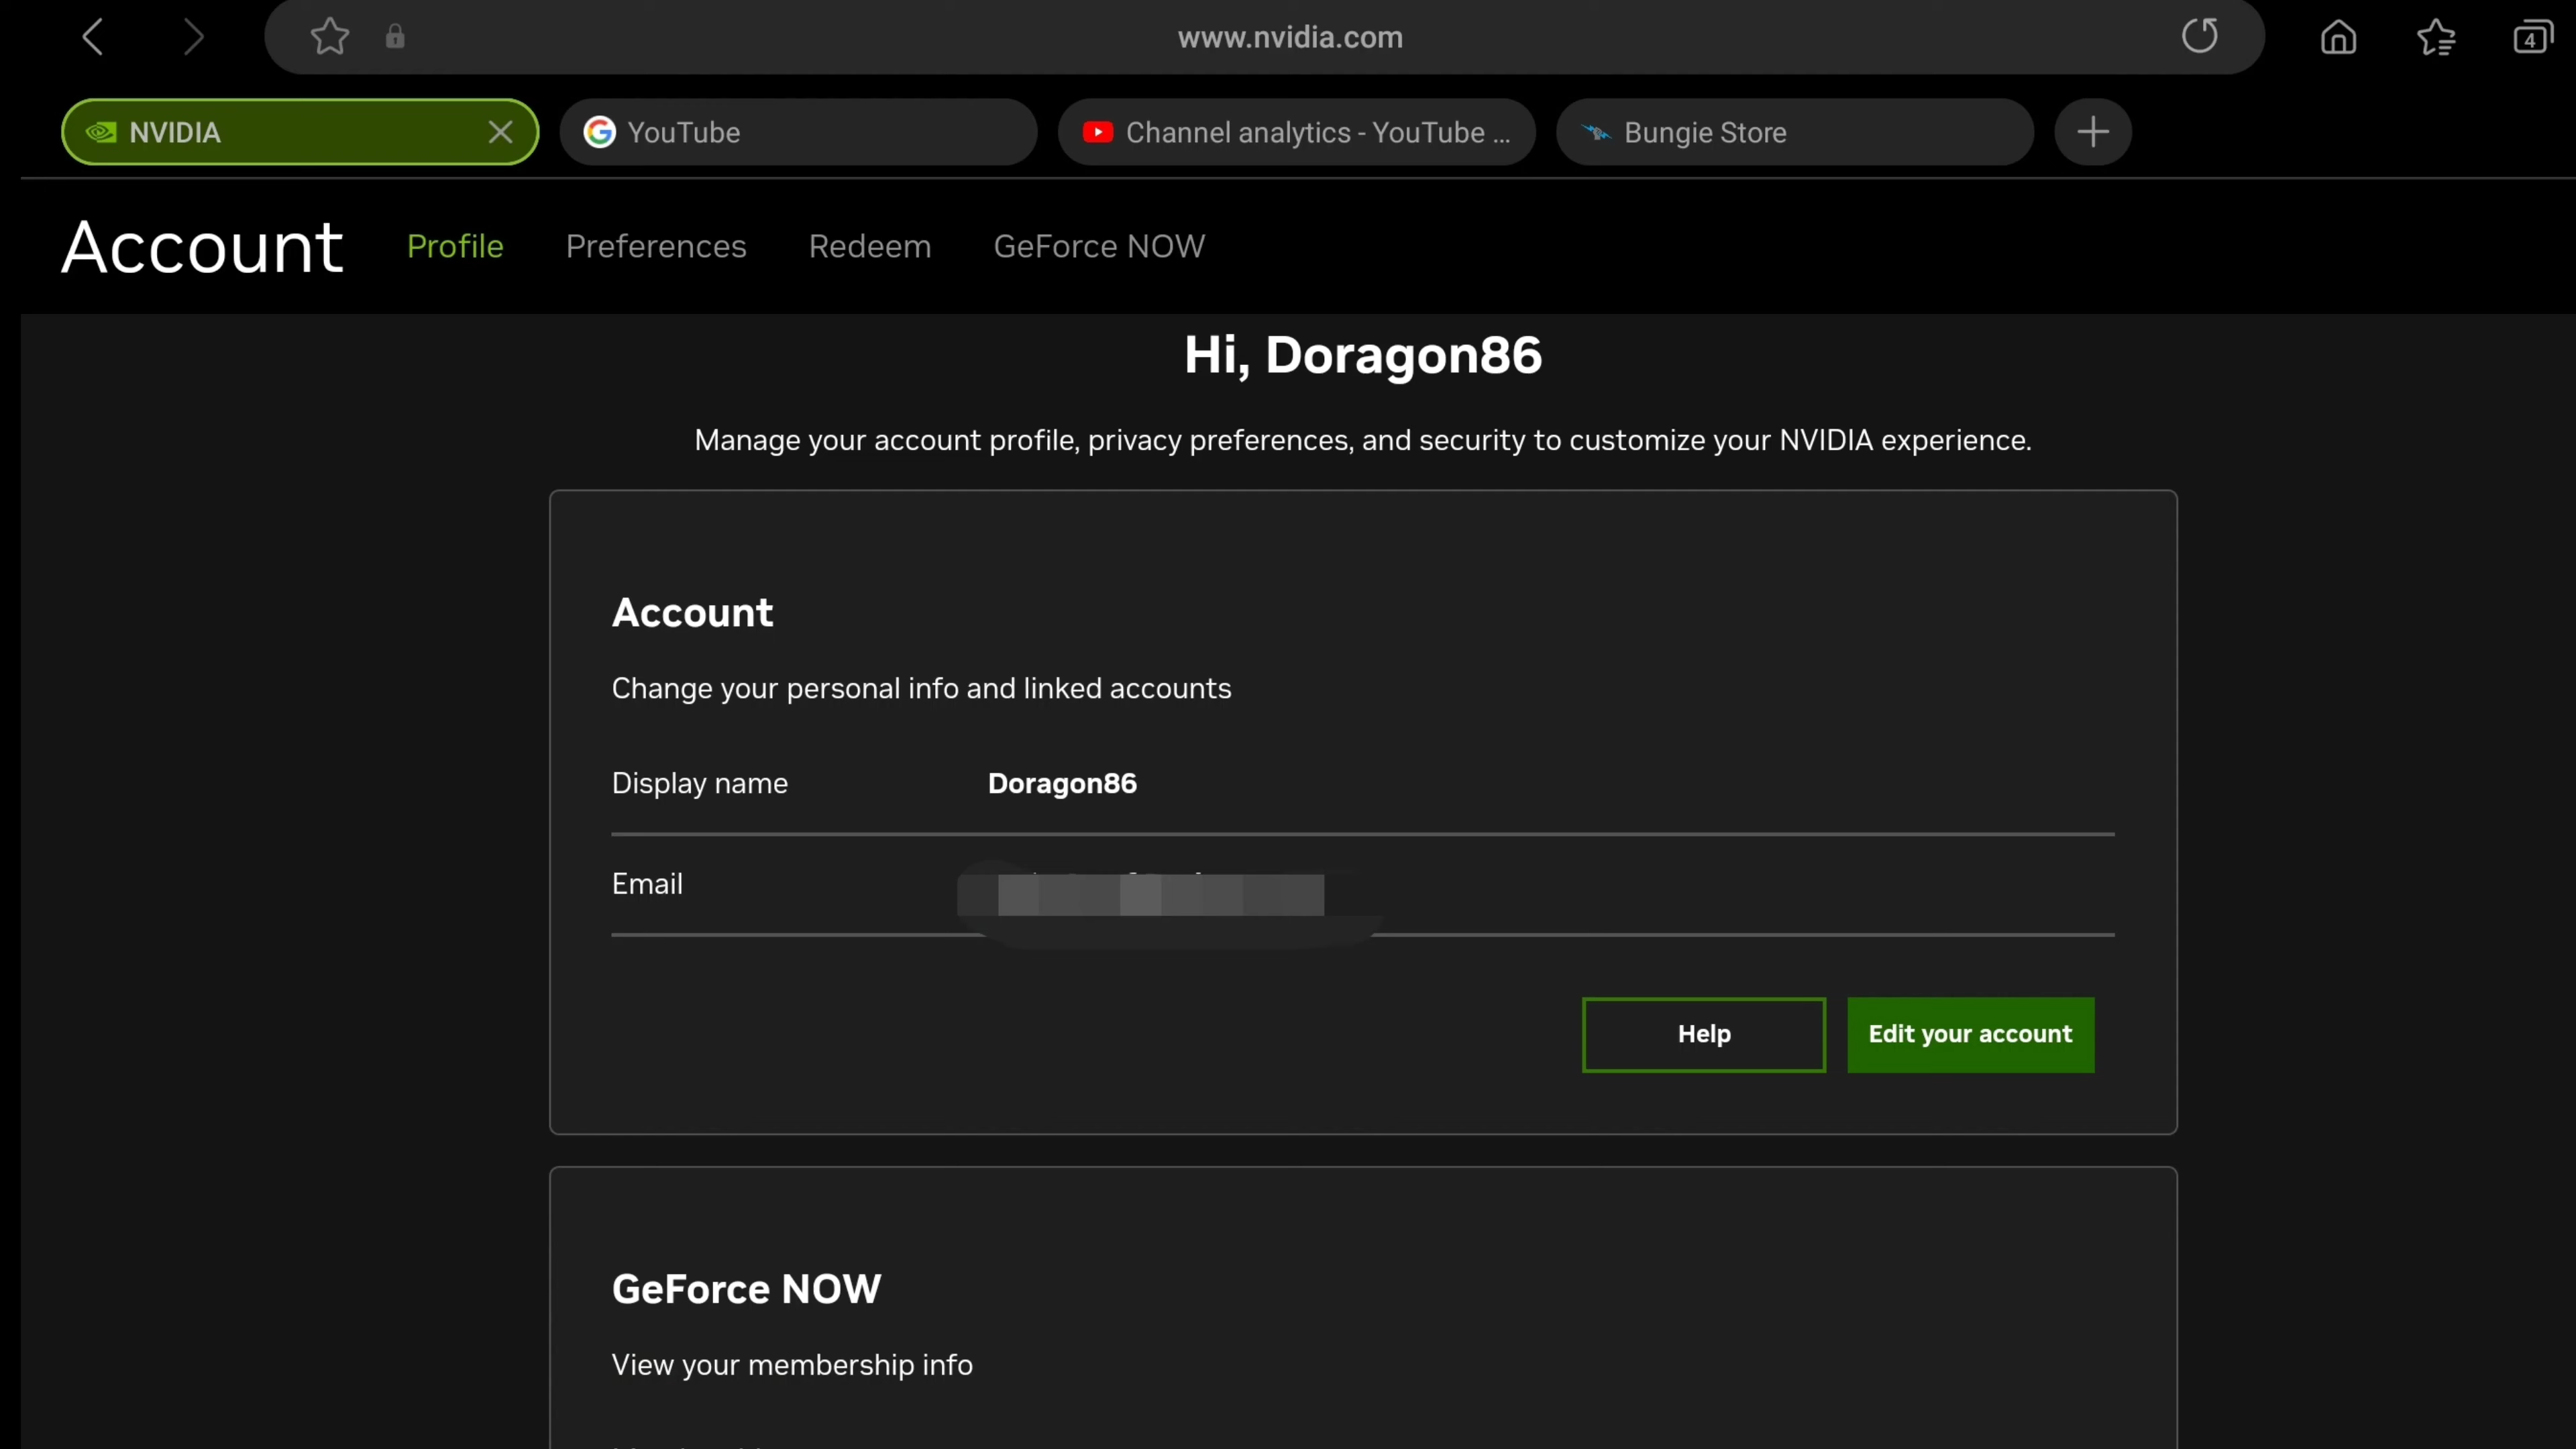 www.nvidia.com
4
NVIDIA
YouTube
Channel analytics - YouTube ...
Bungie Store
Account
Profile
Preferences
Redeem
GeForce NOW
Hi, Doragon86
Manage your account profile, privacy preferences, and security to customize your NVIDIA experience.
Account
Change your personal info and linked accounts
Display name
Doragon86
Email
Help
Edit your account
GeForce NOW
View your membership info